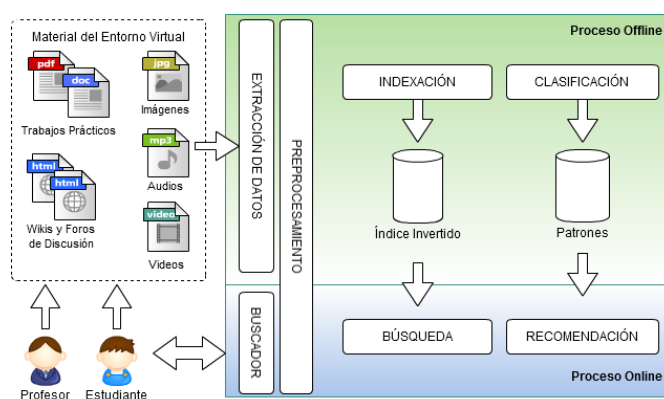 Material del Entorno Virtual
pdf
doc
Trabajos Prácticos
jpg
Imágenes
mp3
Audios
html
html
Wikis y Foros
de Discusión
video
Videos
Profesor
Estudiante
EXTRACCIÓN DE DATOS
PREPROCESAMIENTO
BUSCADOR
Proceso Offline
INDEXACIÓN
CLASIFICACIÓN
Índice Invertido
Patrones
BÚSQUEDA
RECOMENDACIÓN
Proceso Online